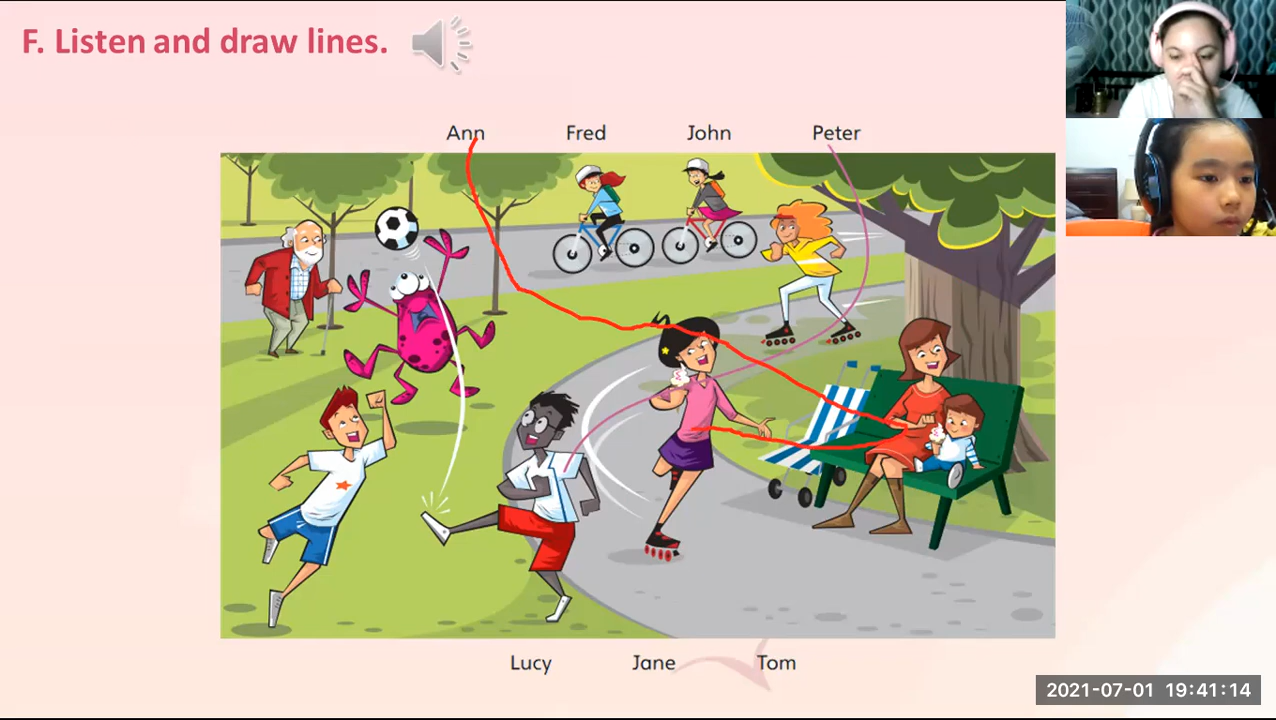 F. Listen and draw lines.
Ann Fred John Peter
Lucy Jane Tom
2021-07-01 19:41:14